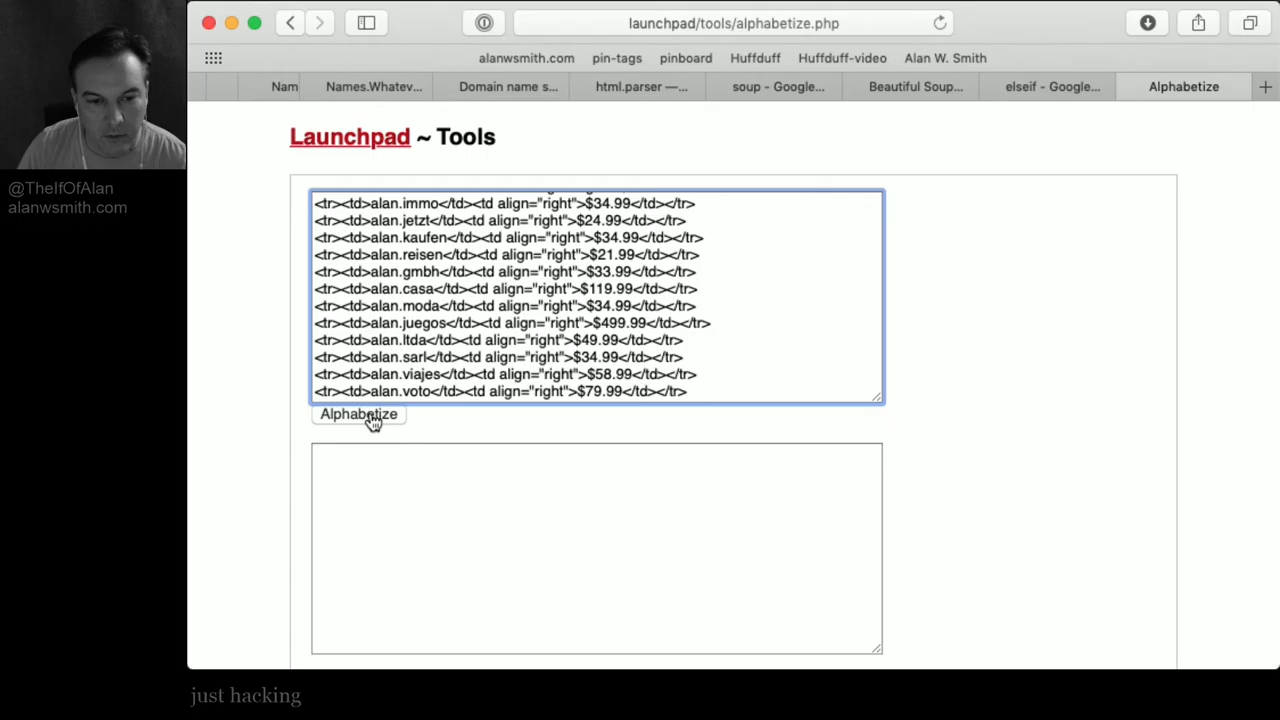 @TheIfOfAlan
alanwsmith.com
launchpad/tools/alphabetize.php
alanwsmith.com pin-tags pinboard Huffduff Huffduff-video Alan W. Smith
Nam Names.Whatev... Domain name s... html.parser —... soup - Google... Beautiful Soup... elseif - Google... Alphabetize
Launchpad ~ Tools
<tr><td>alan.immo</td><td align="right">$34.99</td></tr>
<tr><td>alan.jetzt</td><td align="right">$24.99</td></tr>
<tr><td>alan.kaufen</td><td align="right">$34.99</td></tr>
<tr><td>alan.reisen</td><td align="right">$21.99</td></tr>
<tr><td>alan.gmbh</td><td align="right">$33.99</td></tr>
<tr><td>alan.casa</td><td align="right">$119.99</td></tr>
<tr><td>alan.moda</td><td align="right">$34.99</td></tr>
<tr><td>alan.juegos</td><td align="right">$499.99</td></tr>
<tr><td>alan.ltda</td><td align="right">$49.99</td></tr>
<tr><td>alan.sarl</td><td align="right">$34.99</td></tr>
<tr><td>alan.viajes</td><td align="right">$58.99</td></tr>
<tr><td>alan.voto</td><td align="right">$79.99</td></tr>
Alphabetize
just hacking